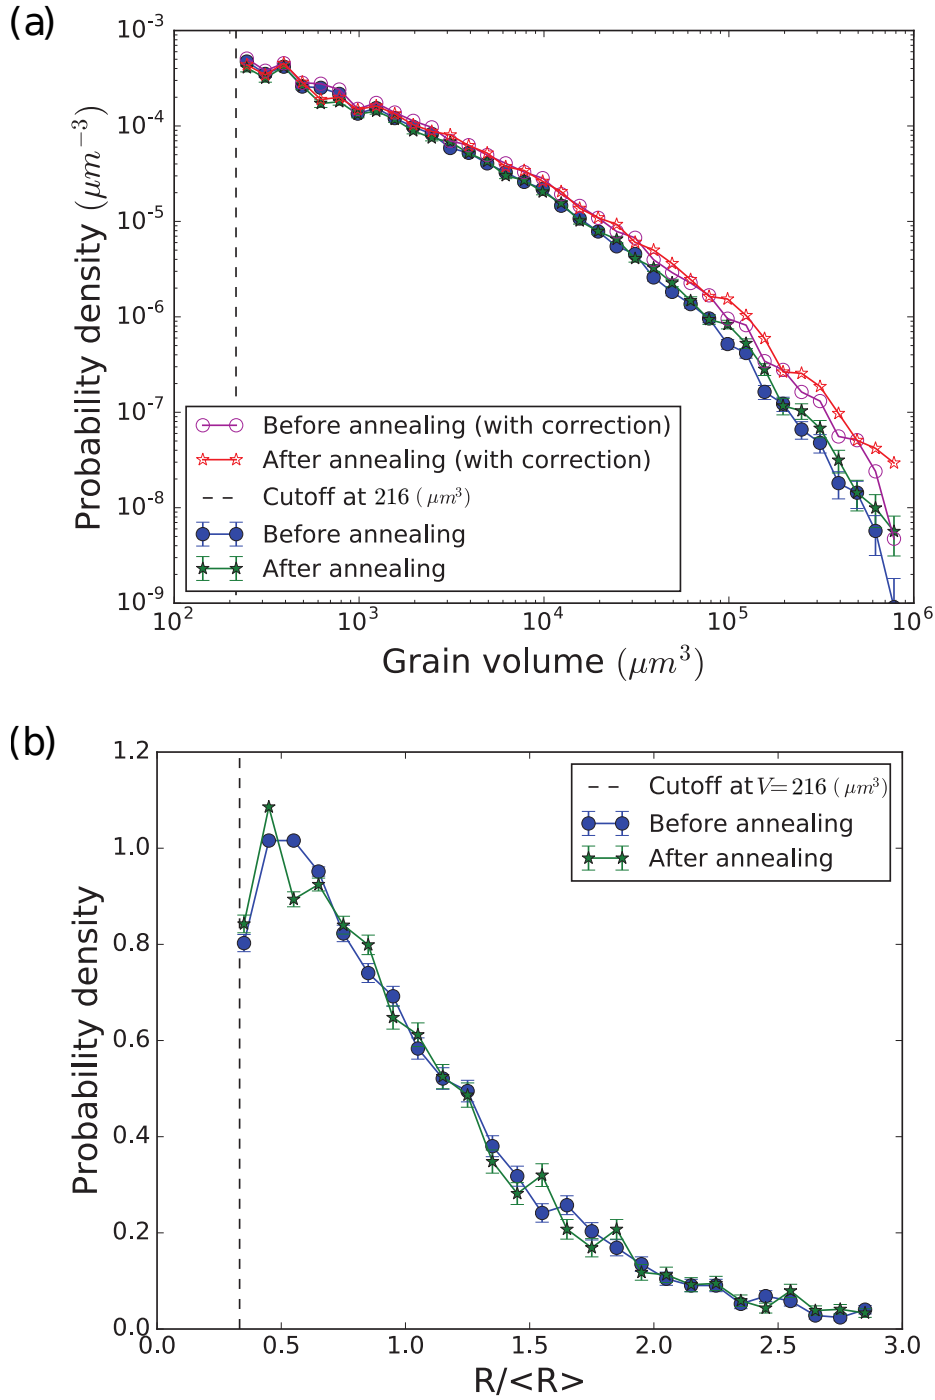 (a)
10^-3
10^-4
10^-5
10^-6
10^-7
10^-8
10^-9
Probability density (μm^-3)
Before annealing (with correction)
After annealing (with correction)
Cutoff at 216 (μm^3)
Before annealing
After annealing
10^2 10^3 10^4 10^5 10^6
Grain volume (μm^3)
(b)
1.2
1.0
0.8
0.6
0.4
0.2
0.0
Probability density
Cutoff at V=216 (μm^3)
Before annealing
After annealing
0.0 0.5 1.0 1.5 2.0 2.5 3.0
R/<R>